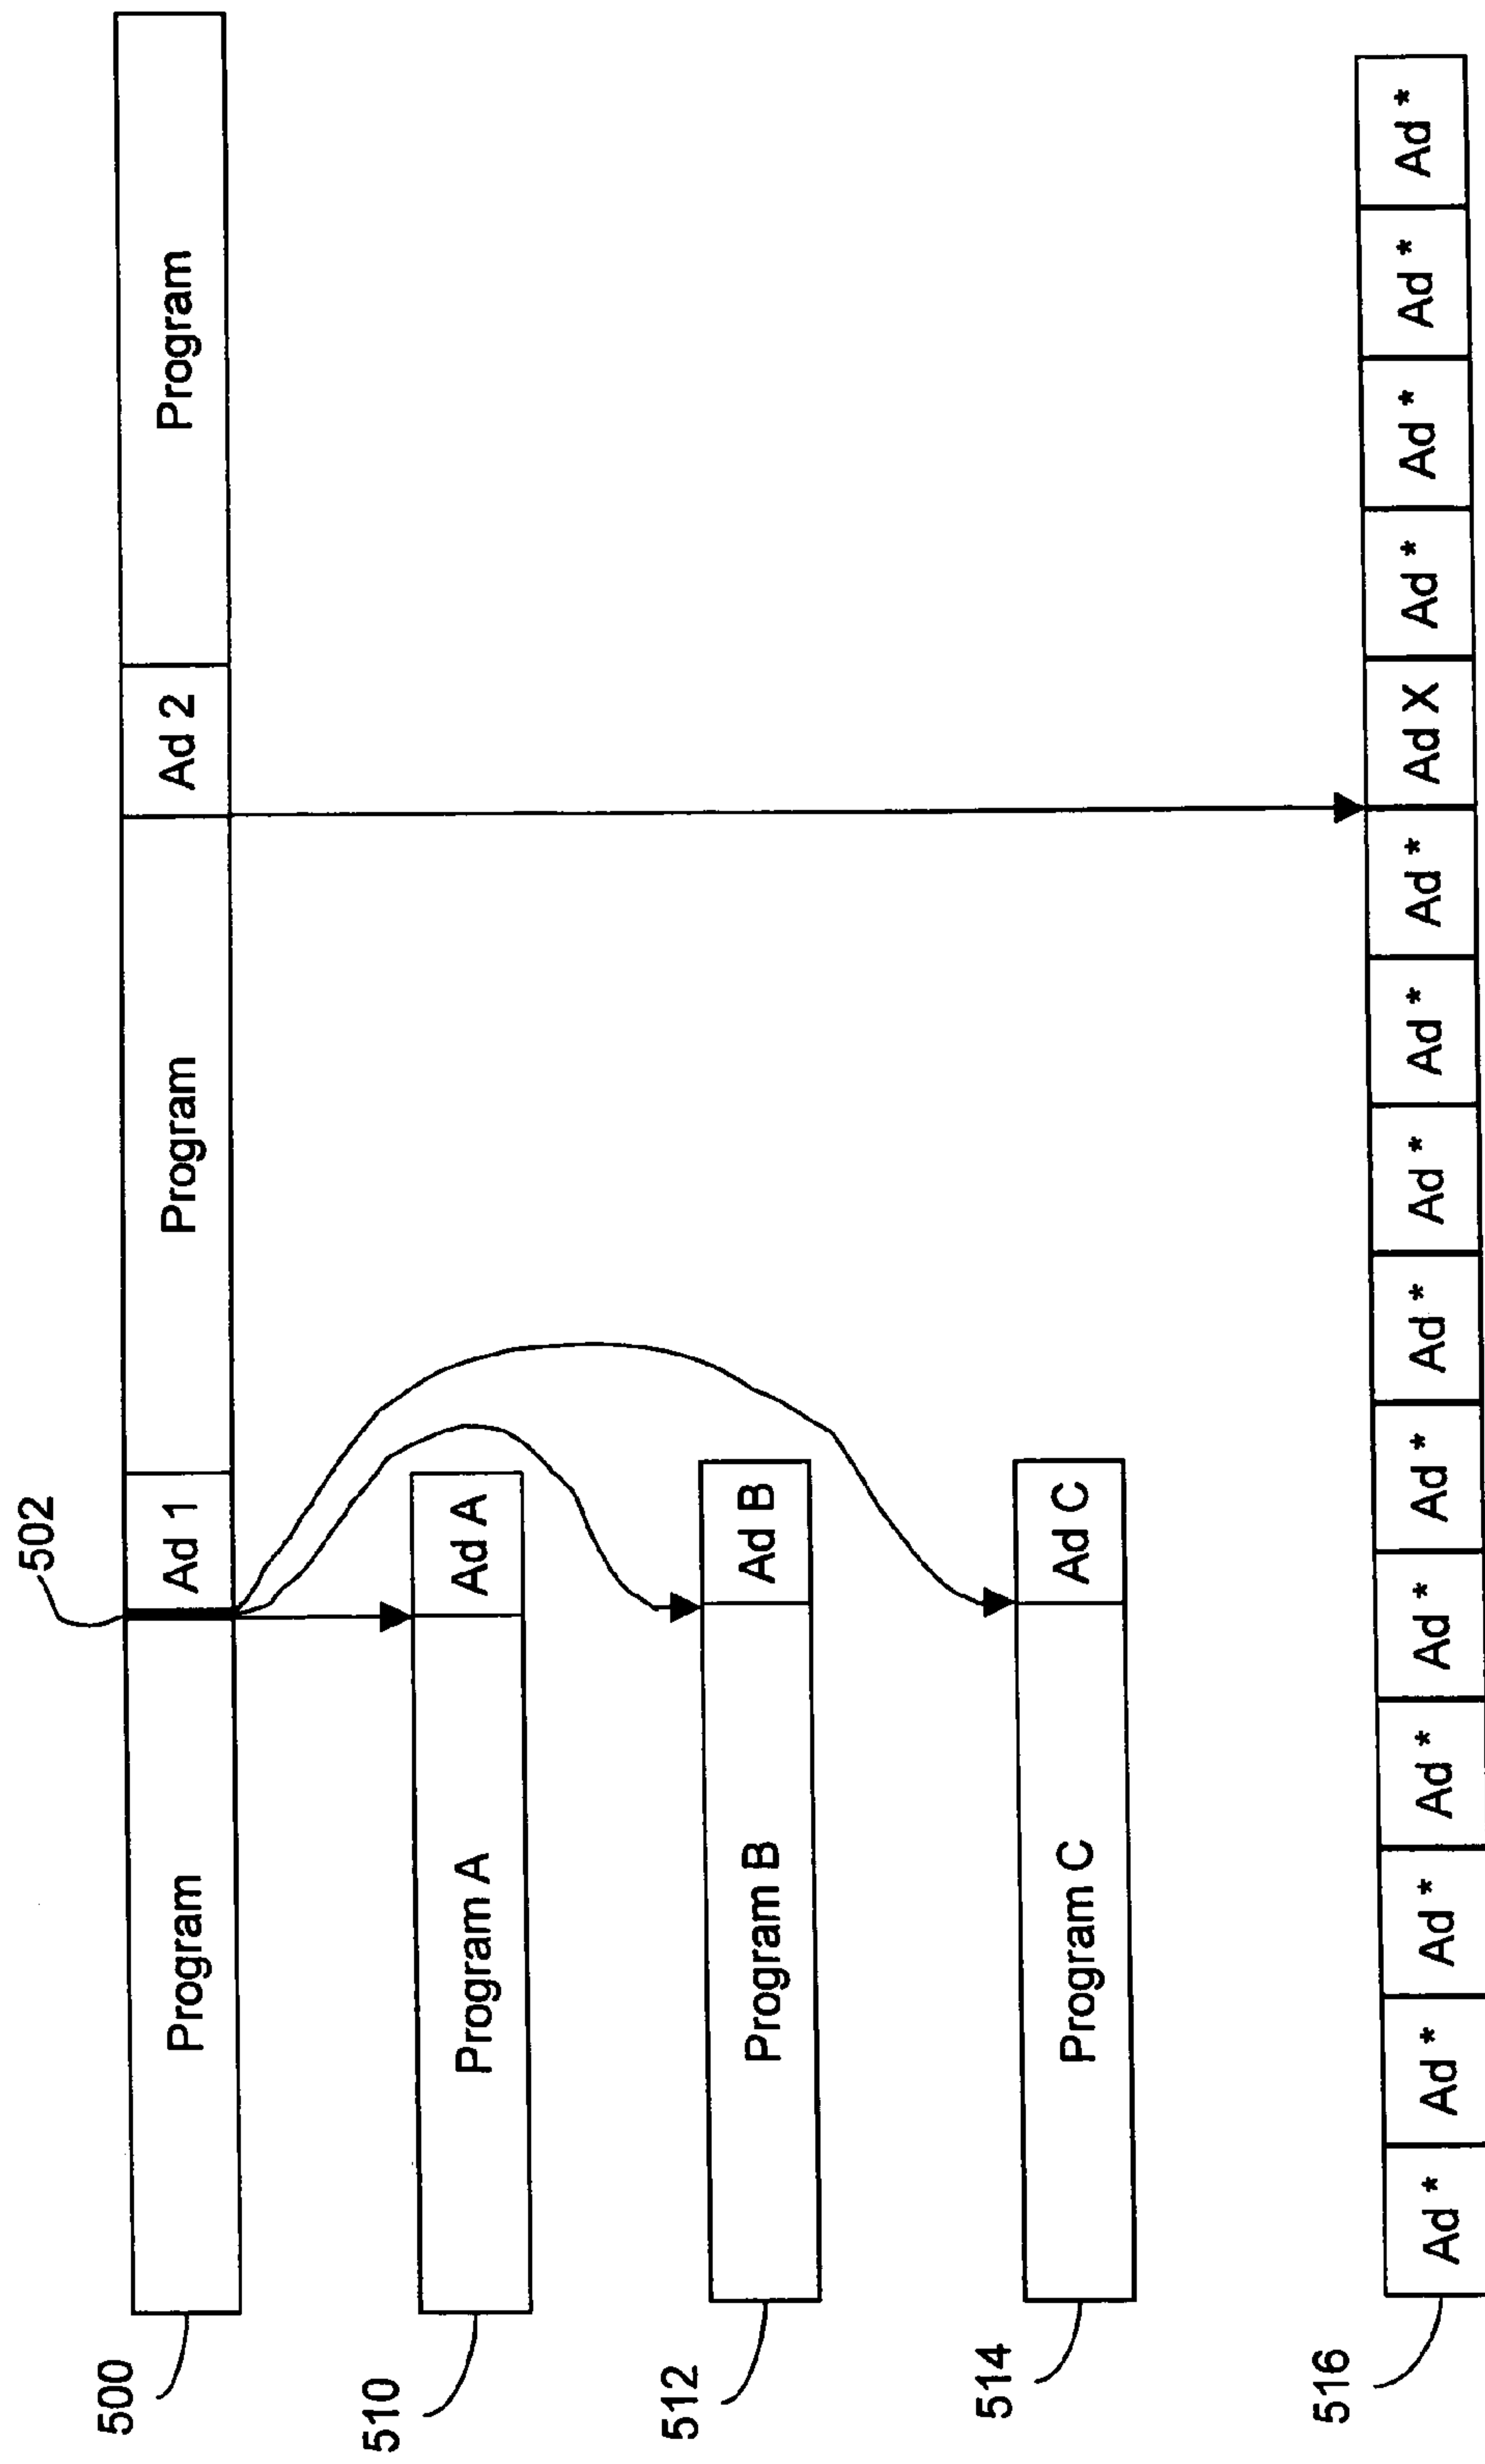 502
500 Program Ad 1 Program Ad 2 Program
510 Program A Ad A
512 Program B Ad B
514 Program C Ad C
516 Ad * Ad * Ad * Ad * Ad * Ad * Ad * Ad * Ad * Ad * Ad X Ad * Ad * Ad * Ad *